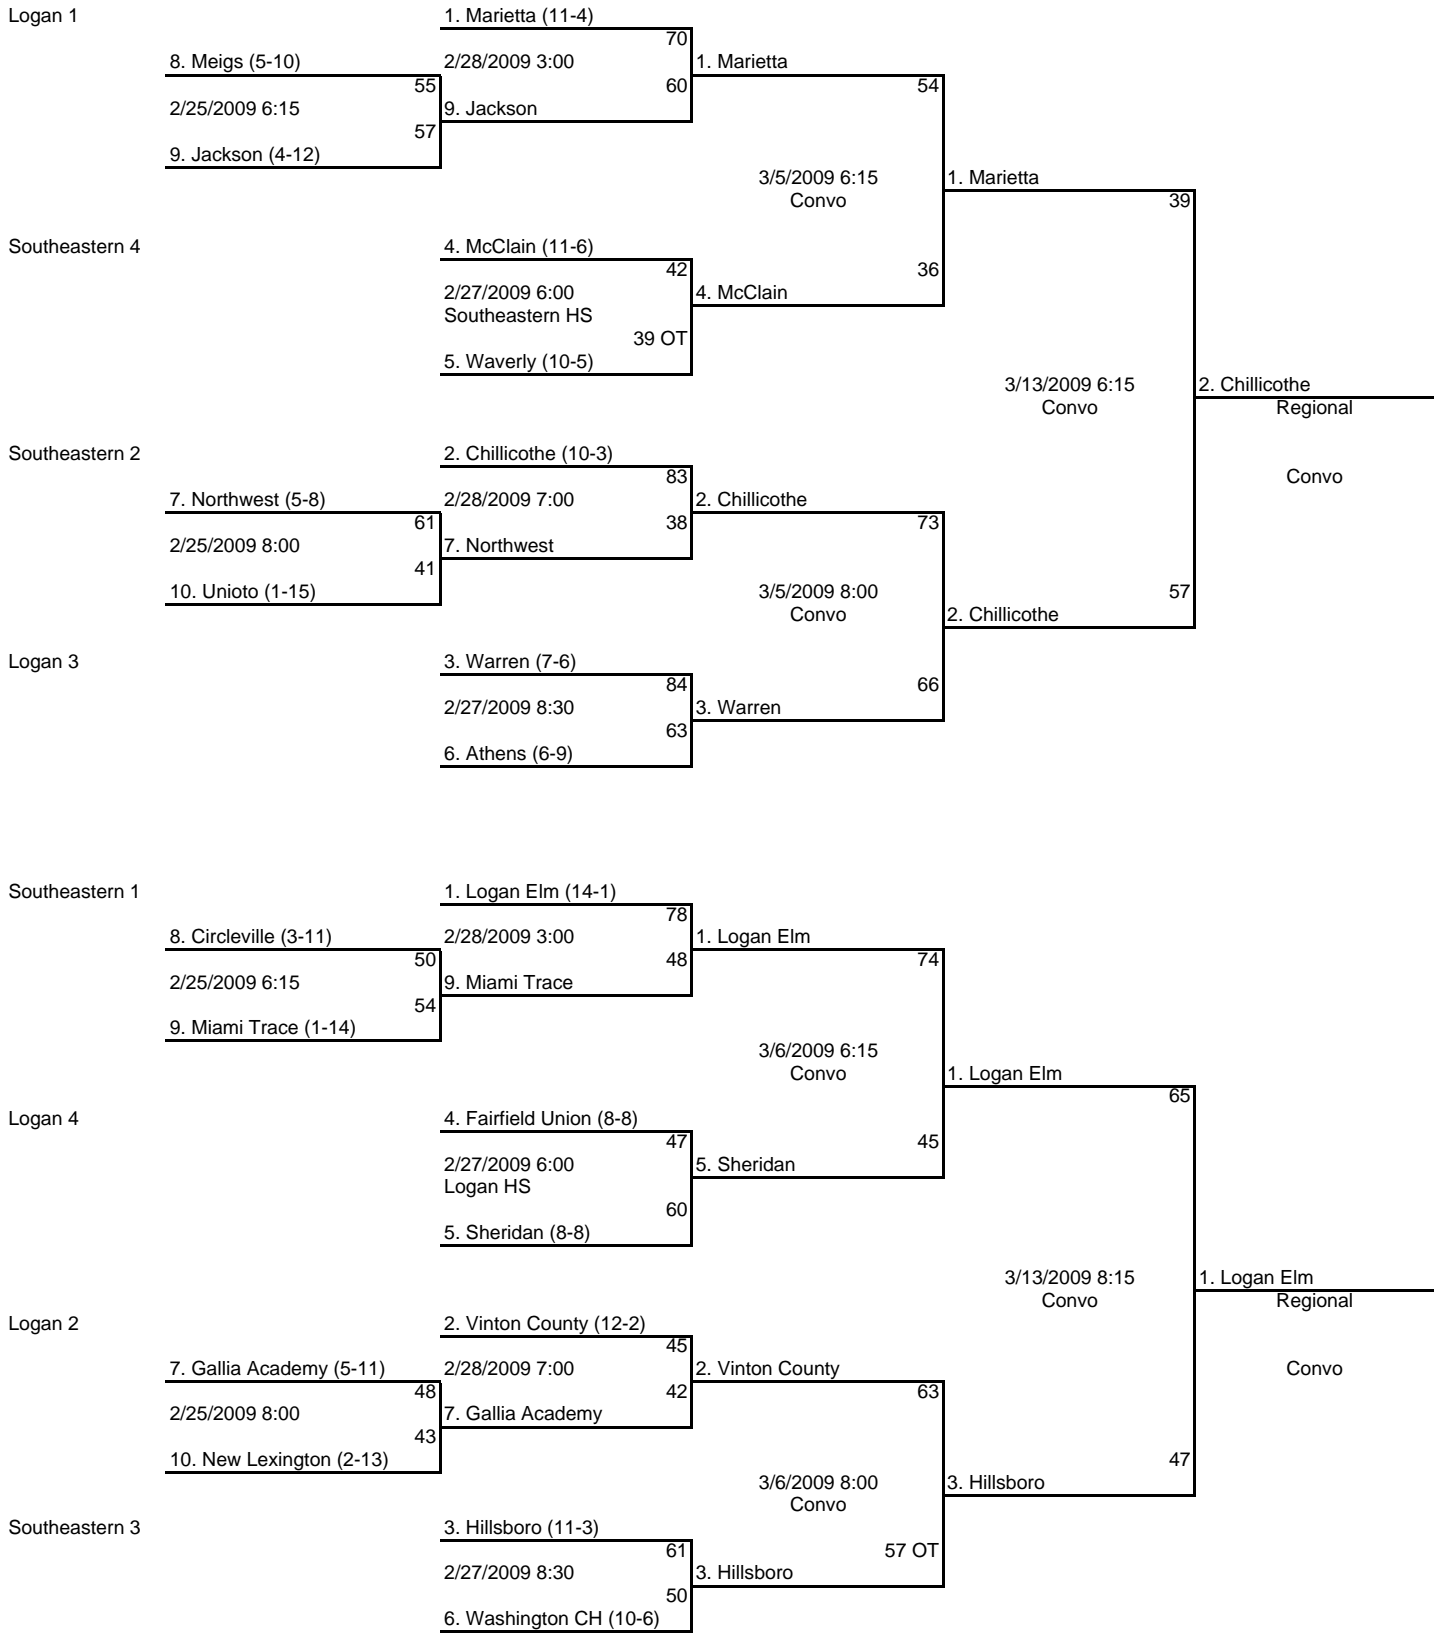 Logan 1
1. Marietta (11-4)
70
8. Meigs (5-10)
2/28/2009 3:00
1. Marietta
55
60
54
2/25/2009 6:15
9. Jackson
57
9. Jackson (4-12)
3/5/2009 6:15
1. Marietta
Convo
39
Southeastern 4
4. McClain (11-6)
42
36
2/27/2009 6:00
4. McClain
Southeastern HS
39 OT
5. Waverly (10-5)
3/13/2009 6:15
2. Chillicothe
Convo
Regional
Southeastern 2
2. Chillicothe (10-3)
83
Convo
7. Northwest (5-8)
2/28/2009 7:00
2. Chillicothe
61
38
73
2/25/2009 8:00
7. Northwest
41
10. Unioto (1-15)
3/5/2009 8:00
57
Convo
2. Chillicothe
Logan 3
3. Warren (7-6)
84
66
2/27/2009 8:30
3. Warren
63
6. Athens (6-9)
Southeastern 1
1. Logan Elm (14-1)
78
8. Circleville (3-11)
2/28/2009 3:00
1. Logan Elm
50
48
74
2/25/2009 6:15
9. Miami Trace
54
9. Miami Trace (1-14)
3/6/2009 6:15
Convo
1. Logan Elm
65
Logan 4
4. Fairfield Union (8-8)
47
45
2/27/2009 6:00
5. Sheridan
Logan HS
60
5. Sheridan (8-8)
3/13/2009 8:15
1. Logan Elm
Convo
Regional
Logan 2
2. Vinton County (12-2)
45
7. Gallia Academy (5-11)
2/28/2009 7:00
2. Vinton County
Convo
48
42
63
2/25/2009 8:00
7. Gallia Academy
43
10. New Lexington (2-13)
47
3/6/2009 8:00
3. Hillsboro
Convo
Southeastern 3
3. Hillsboro (11-3)
61
57 OT
2/27/2009 8:30
3. Hillsboro
50
6. Washington CH (10-6)